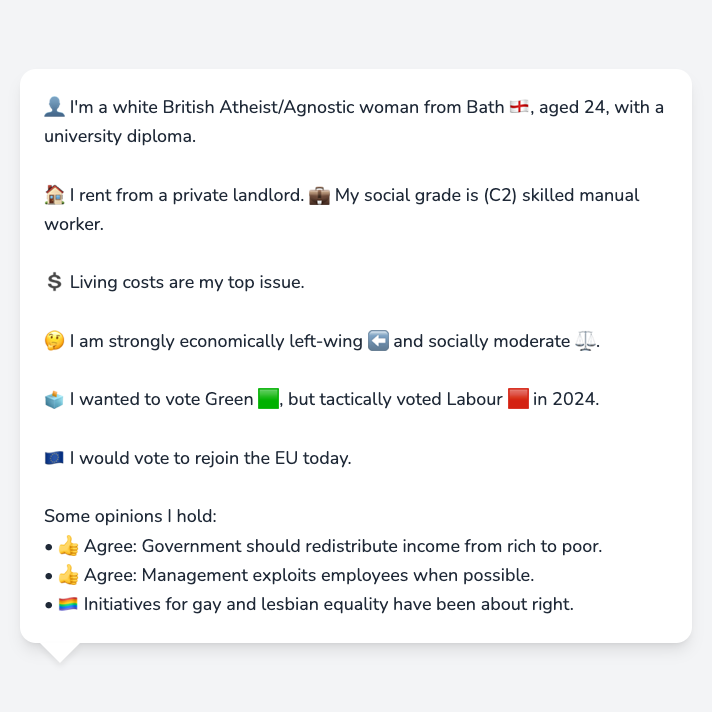 👤 I'm a white British Atheist/Agnostic woman from Bath 🏴󠁧󠁢󠁥󠁮󠁧󠁿, aged 24, with a
university diploma.
🏠 I rent from a private landlord. 💼 My social grade is (C2) skilled manual
worker.
💲 Living costs are my top issue.
🤔 I am strongly economically left-wing ⬅️ and socially moderate ⚖️.
🗳️ I wanted to vote Green 🟩, but tactically voted Labour 🟥 in 2024.
🇪🇺 I would vote to rejoin the EU today.
Some opinions I hold:
• 👍 Agree: Government should redistribute income from rich to poor.
• 👍 Agree: Management exploits employees when possible.
• 🏳️‍🌈 Initiatives for gay and lesbian equality have been about right.